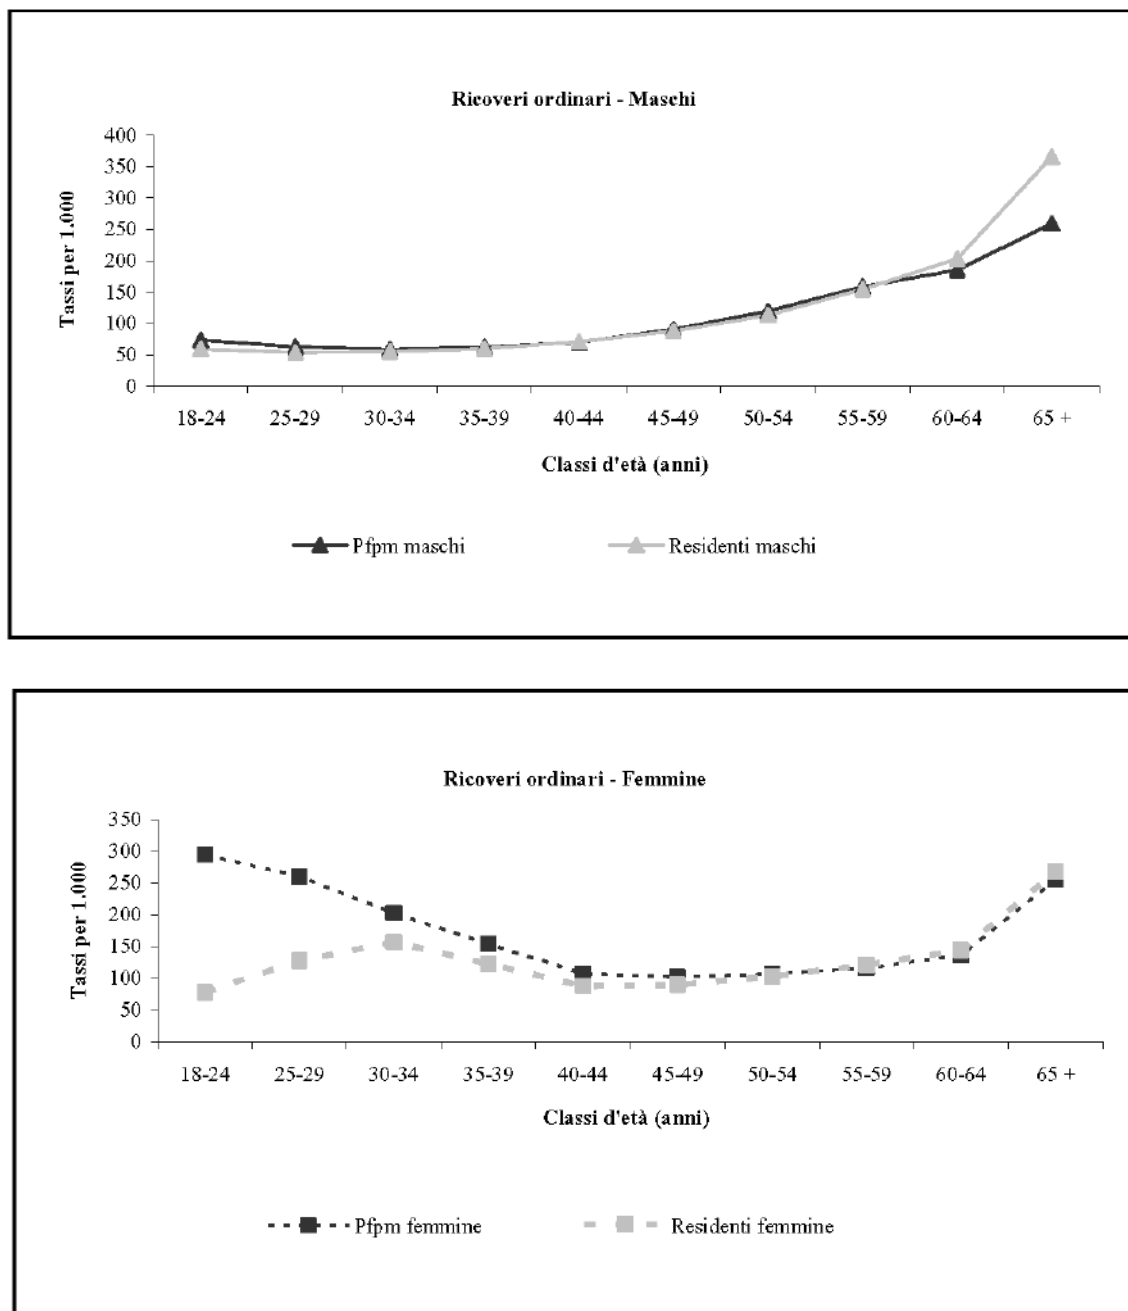 Ricoveri ordinari - Maschi
400
350
300
250
200
150
100
50
0
Tassi per 1.000
18-24 25-29 30-34 35-39 40-44 45-49 50-54 55-59 60-64 65 +
Classi d'età (anni)
Pfpm maschi Residenti maschi
Ricoveri ordinari - Femmine
350
300
250
200
150
100
50
0
Tassi per 1.000
18-24 25-29 30-34 35-39 40-44 45-49 50-54 55-59 60-64 65 +
Classi d'età (anni)
Pfpm femmine Residenti femmine